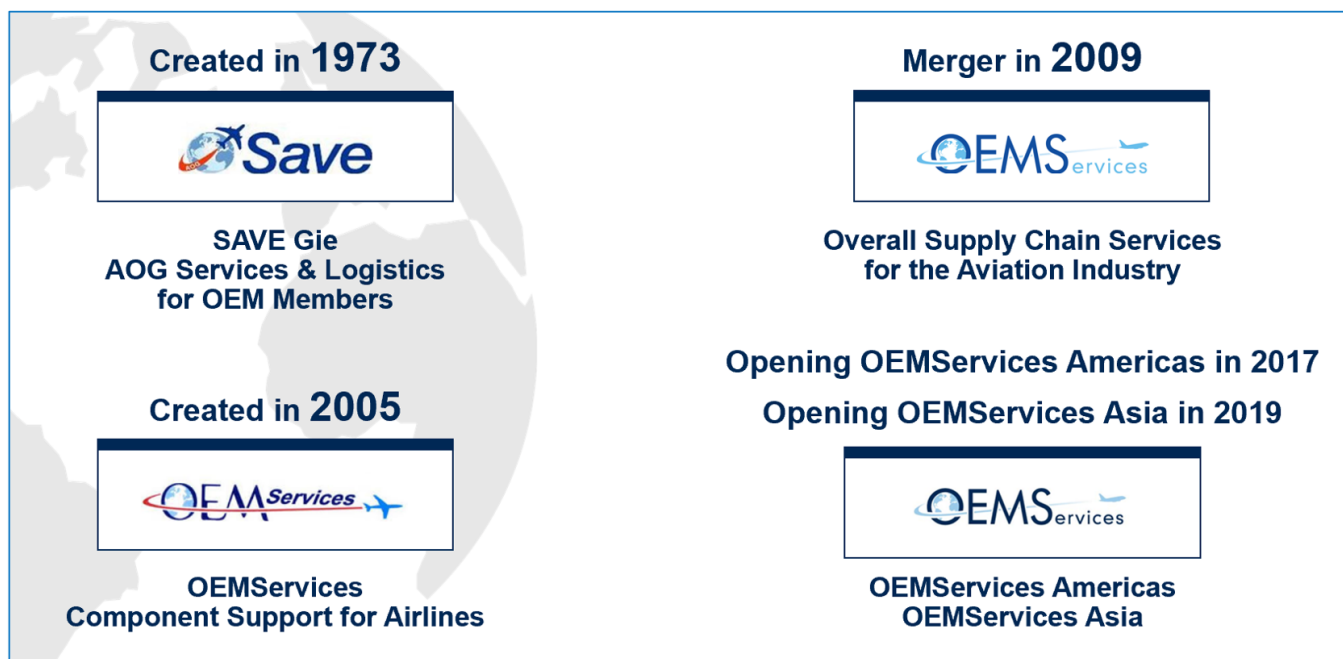 Created in 1973
AOG
Save
SAVE Gie
AOG Services & Logistics
for OEM Members
Created in 2005
OEMServices
OEMServices
Component Support for Airlines
Merger in 2009
OEMServices
Overall Supply Chain Services
for the Aviation Industry
Opening OEMServices Americas in 2017
Opening OEMServices Asia in 2019
OEMServices
OEMServices Americas
OEMServices Asia